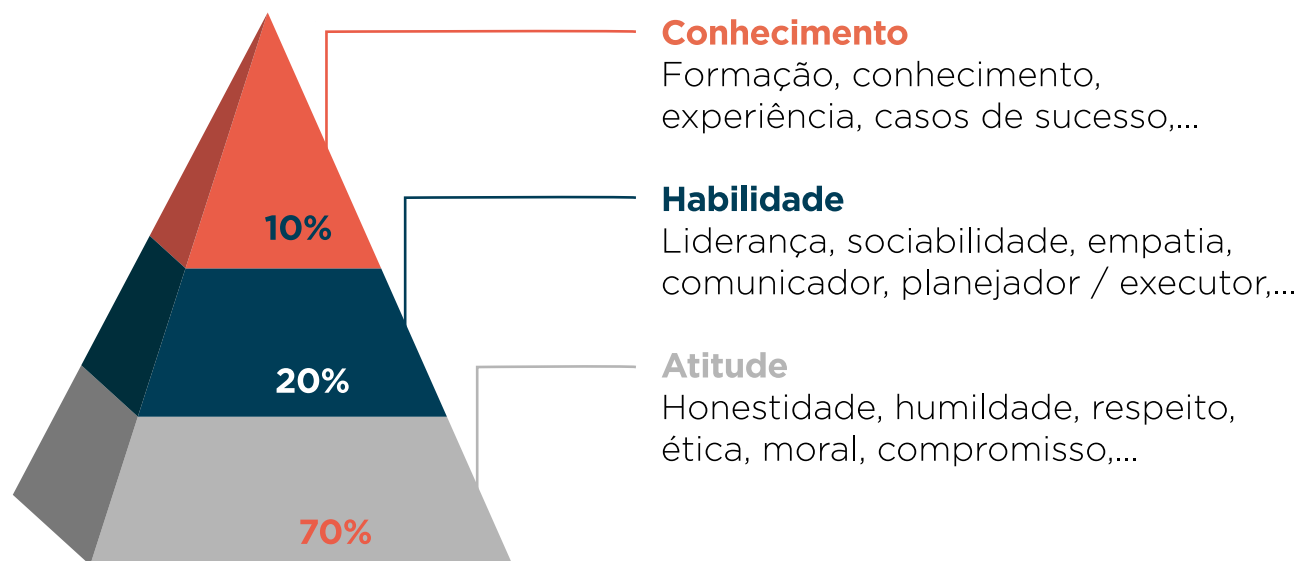 Conhecimento
Formação, conhecimento,
experiência, casos de sucesso,...
10%
Habilidade
Liderança, sociabilidade, empatia,
comunicador, planejador / executor,...
20%
Atitude
Honestidade, humildade, respeito,
ética, moral, compromisso,...
70%